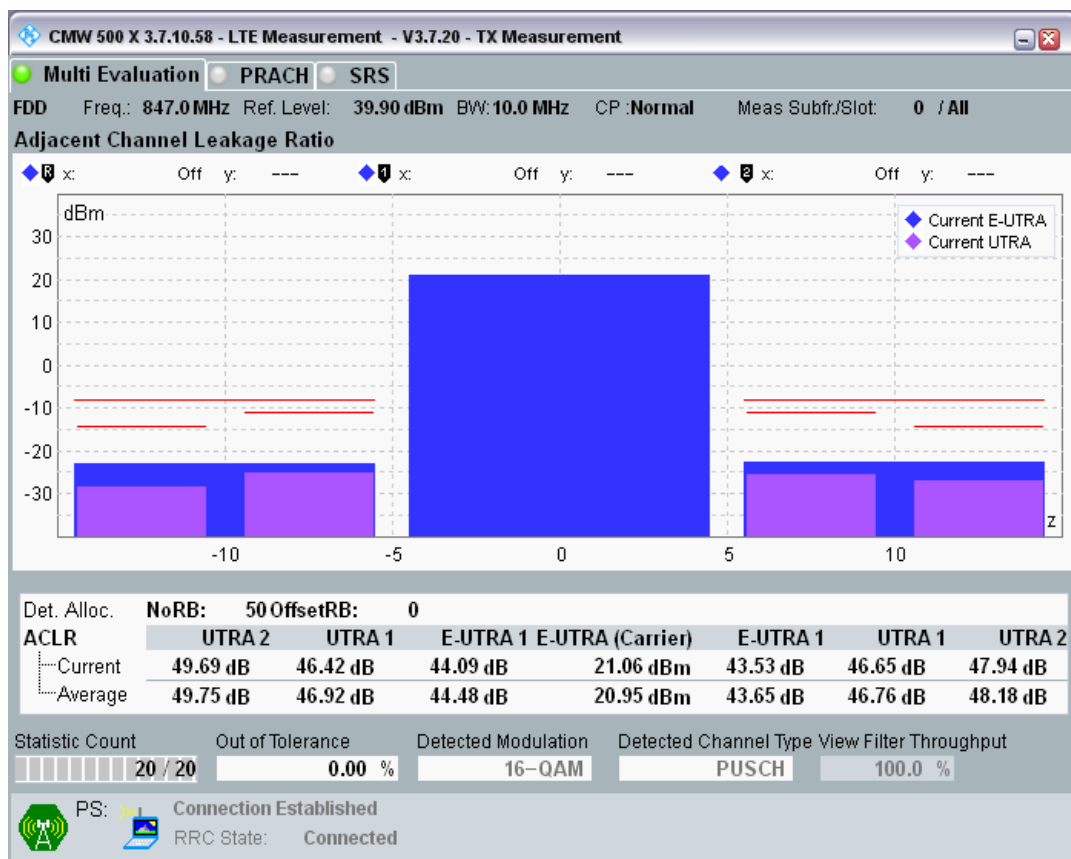 CMW 500 X 3.7.10.58 - LTE Measurement - V3.7.20 - TX Measurement
Multi Evaluation PRACH SRS
FDD Freq.: 847.0 MHz Ref. Level: 39.90 dBm BW: 10.0 MHz CP :Normal Meas Subfr./Slot: 0 / All
Adjacent Channel Leakage Ratio
R x: Off y: --- 1 x: Off y: --- 2 x: Off y: ---
dBm
Current E-UTRA
Current UTRA
30
20
10
0
-10
-20
-30
z
-10 -5 0 5 10
Det. Alloc. NoRB: 50 OffsetRB: 0
ACLR UTRA 2 UTRA 1 E-UTRA 1 E-UTRA (Carrier) E-UTRA 1 UTRA 1 UTRA 2
Current 49.69 dB 46.42 dB 44.09 dB 21.06 dBm 43.53 dB 46.65 dB 47.94 dB
Average 49.75 dB 46.92 dB 44.48 dB 20.95 dBm 43.65 dB 46.76 dB 48.18 dB
Statistic Count Out of Tolerance Detected Modulation Detected Channel Type View Filter Throughput
20 / 20 0.00 % 16-QAM PUSCH 100.0 %
PS: Connection Established
RRC State: Connected